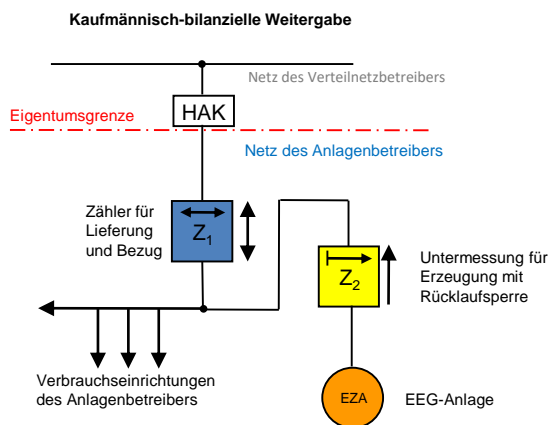 Kaufmännisch-bilanzielle Weitergabe
Netz des Verteilnetzbetreibers
HAK
Eigentumsgrenze
Netz des Anlagenbetreibers
Zähler für
Lieferung
und Bezug
Z1
Z2
Untermessung für
Erzeugung mit
Rücklaufsperre
Verbrauchseinrichtungen
des Anlagenbetreibers
EZA
EEG-Anlage